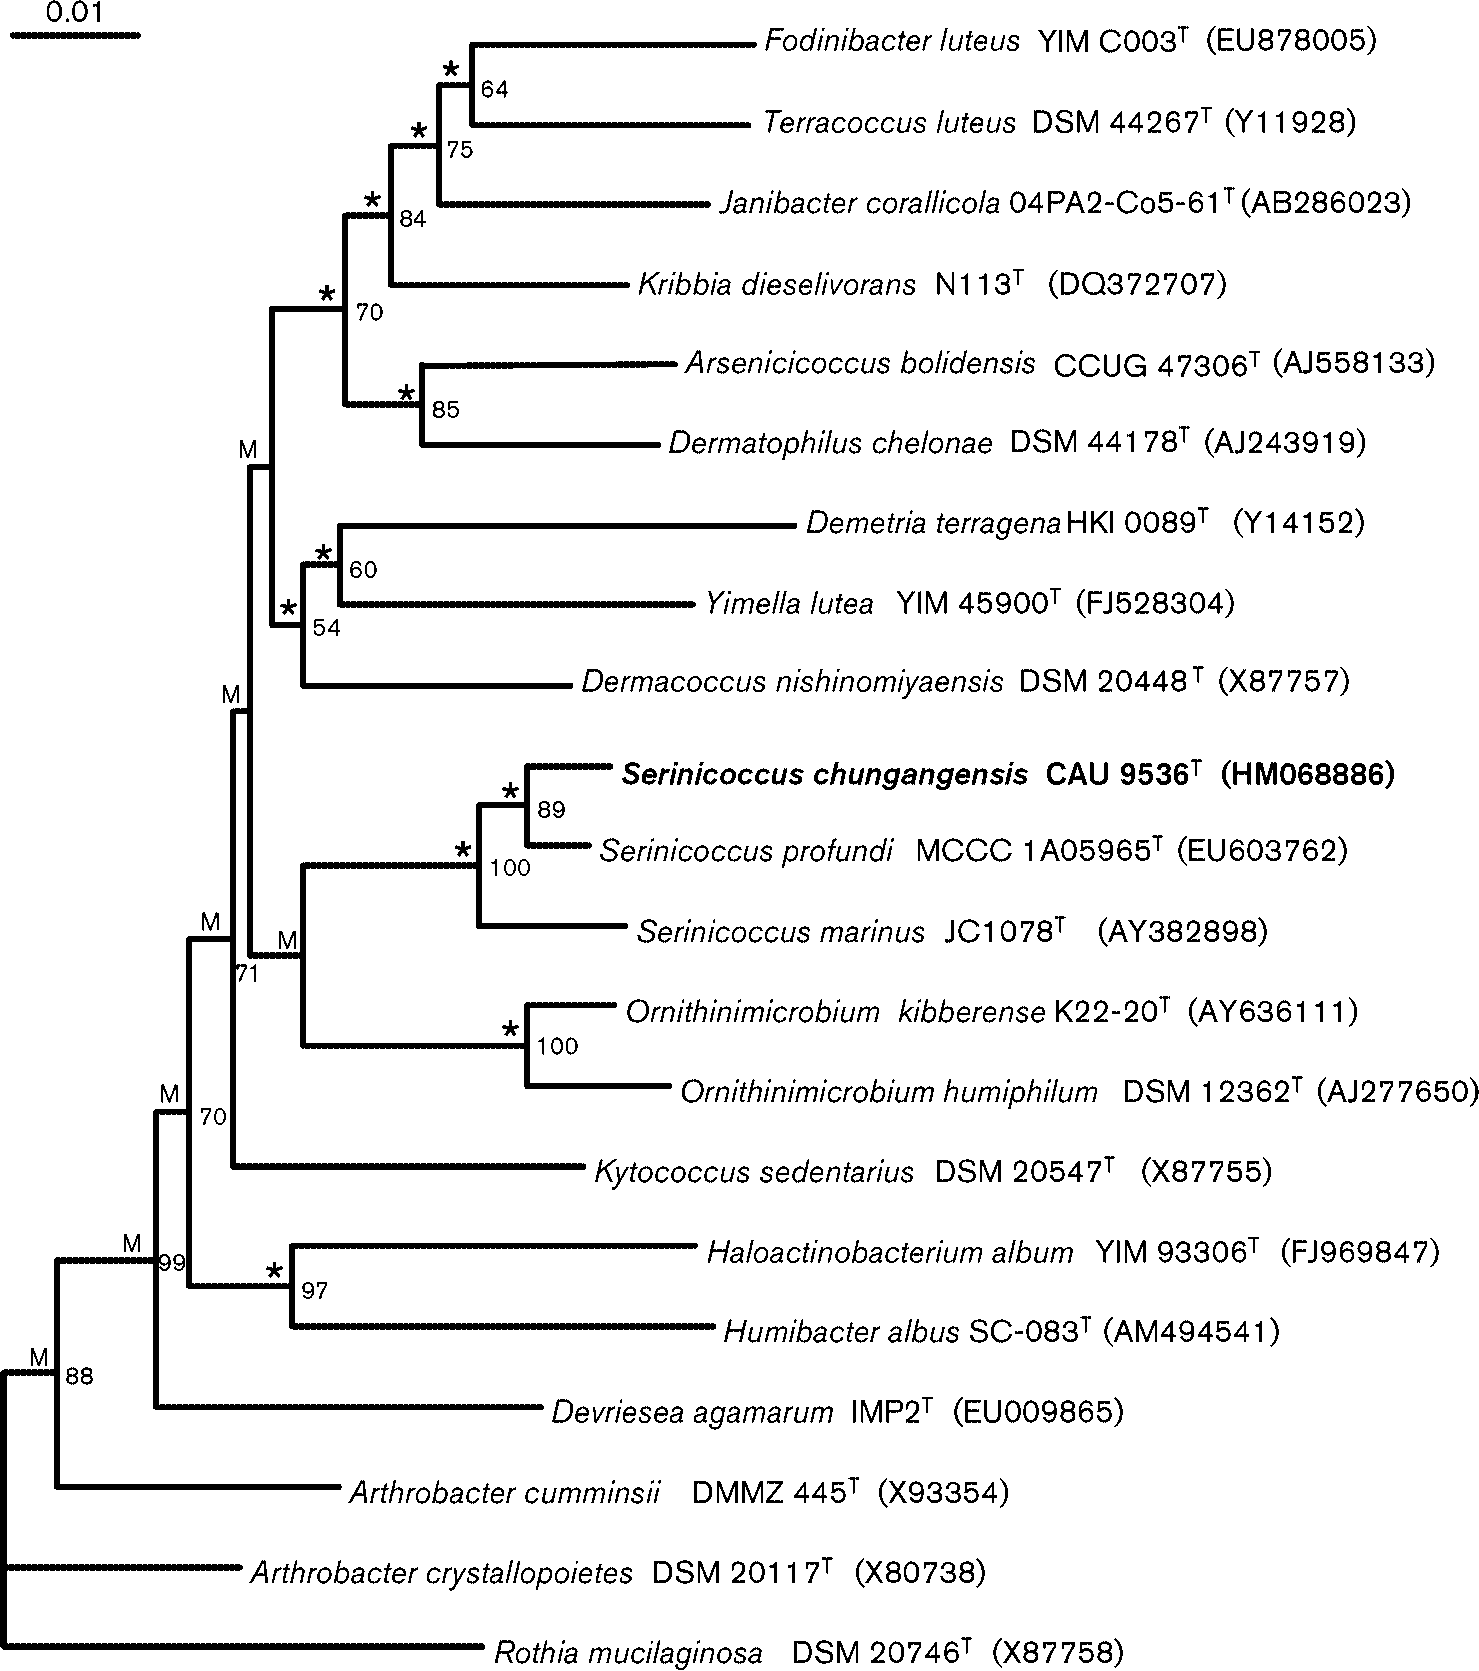 0.01
Fodinibacter luteus YIM C003T (EU878005)
*
64
Terracoccus luteus DSM 44267T (Y11928)
*
75
Janibacter corallicola 04PA2-Co5-61T (AB286023)
*
84
Kribbia dieselivorans N113T (DQ372707)
*
70
Arsenicicoccus bolidensis CCUG 47306T (AJ558133)
*
85
Dermatophilus chelonae DSM 44178T (AJ243919)
M
Demetria terragena HKI 0089T (Y14152)
*
60
Yimella lutea YIM 45900T (FJ528304)
*
54
Dermacoccus nishinomiyaensis DSM 20448T (X87757)
M
Serinicoccus chungangensis CAU 9536T (HM068886)
*
89
Serinicoccus profundi MCCC 1A05965T (EU603762)
*
100
Serinicoccus marinus JC1078T (AY382898)
M
M
71
Ornithinimicrobium kibberense K22-20T (AY636111)
*
100
Ornithinimicrobium humiphilum DSM 12362T (AJ277650)
M
70
Kytococcus sedentarius DSM 20547T (X87755)
M
99
Haloactinobacterium album YIM 93306T (FJ969847)
*
97
Humibacter albus SC-083T (AM494541)
M
88
Devriesea agamarum IMP2T (EU009865)
Arthrobacter cumminsii DMMZ 445T (X93354)
Arthrobacter crystallopoietes DSM 20117T (X80738)
Rothia mucilaginosa DSM 20746T (X87758)